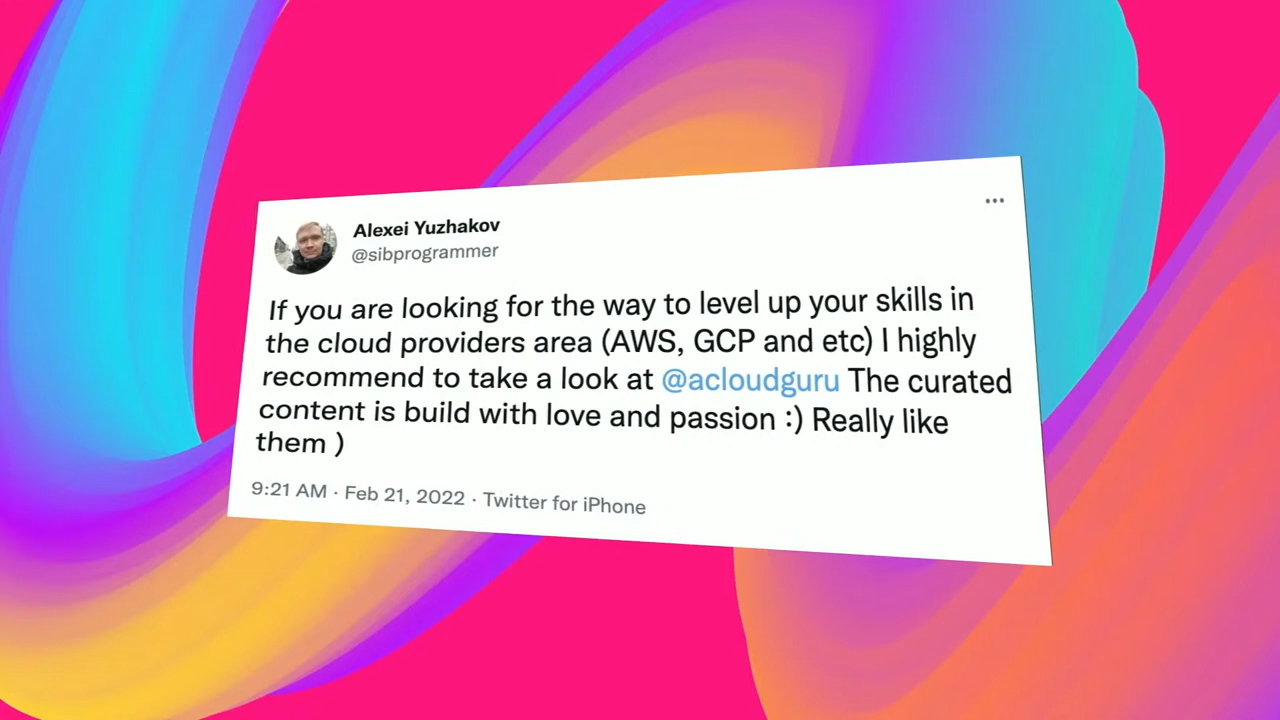 Alexei Yuzhakov
@sibprogrammer
If you are looking for the way to level up your skills in
the cloud providers area (AWS, GCP and etc) I highly
recommend to take a look at @acloudguru The curated
content is build with love and passion :) Really like
them )
9:21 AM · Feb 21, 2022 · Twitter for iPhone